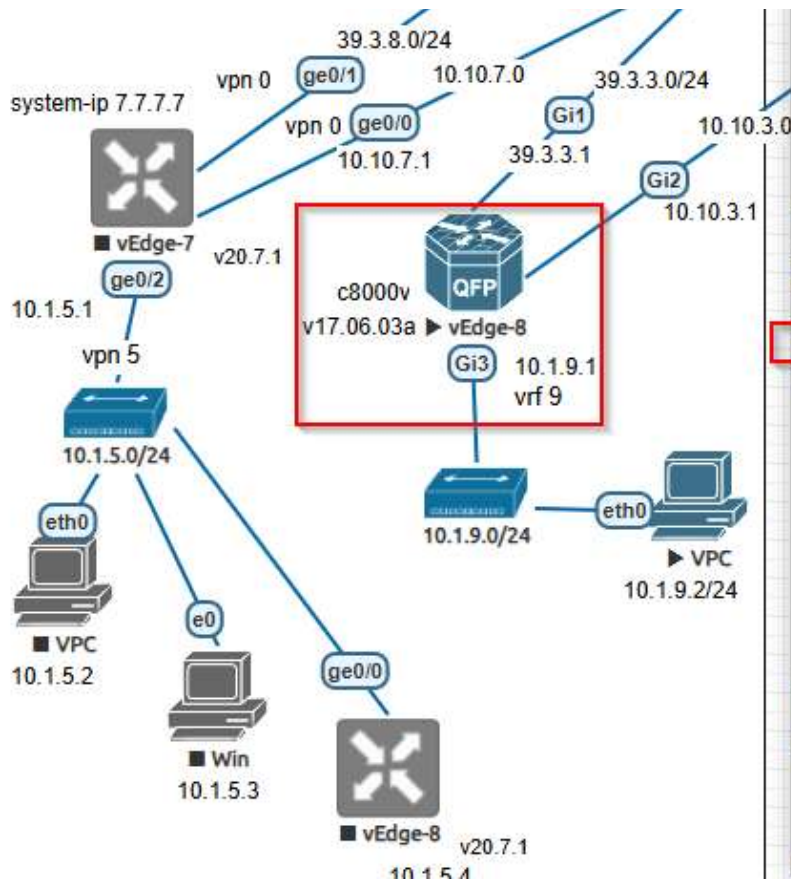 39.3.8.0/24
vpn 0 ge0/1
10.10.7.0
39.3.3.0/24
system-ip 7.7.7.7
vpn 0 ge0/0
Gi1
10.10.3.0
10.10.7.1
39.3.3.1
Gi2
10.10.3.1
vEdge-7
v20.7.1
QFP
c8000v
v17.06.03a vEdge-8
ge0/2
10.1.5.1
vpn 5
Gi3
10.1.9.1
vrf 9
10.1.5.0/24
eth0
10.1.9.0/24
eth0
VPC
10.1.9.2/24
VPC
10.1.5.2
e0
Win
10.1.5.3
ge0/0
vEdge-8
v20.7.1
10.1.5.4